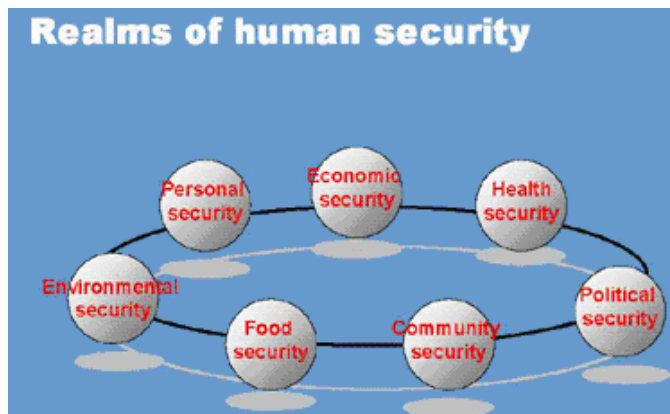 Realms of human security
Economic
security
Personal
security
Health
security
Environmental
security
Political
security
Food
security
Community
security